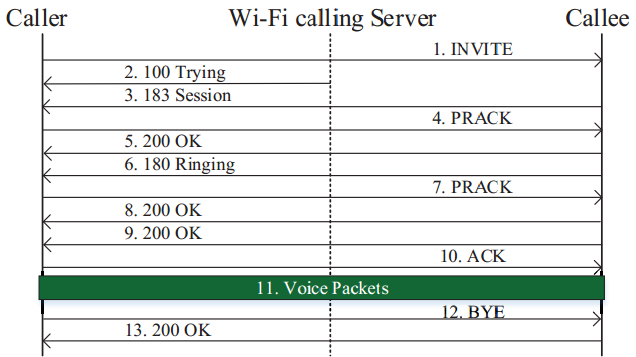 Caller Wi-Fi calling Server Callee
1. INVITE
2. 100 Trying
3. 183 Session
4. PRACK
5. 200 OK
6. 180 Ringing
7. PRACK
8. 200 OK
9. 200 OK
10. ACK
11. Voice Packets
12. BYE
13. 200 OK